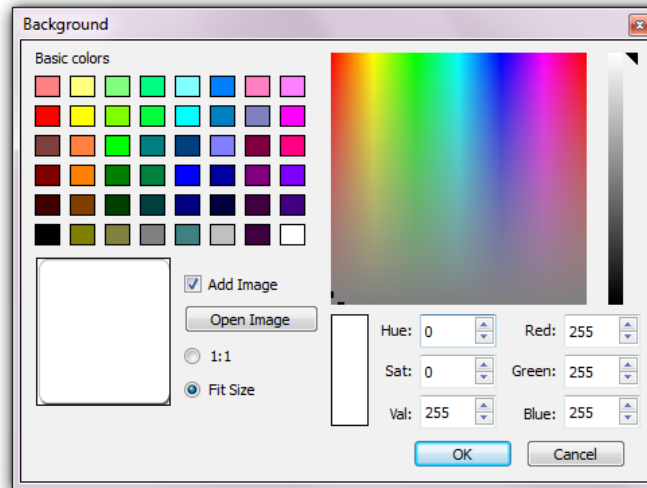 Background
Basic colors
Add Image
Open Image
1:1
Fit Size
Hue: 0
Red: 255
Sat: 0
Green: 255
Val: 255
Blue: 255
OK
Cancel